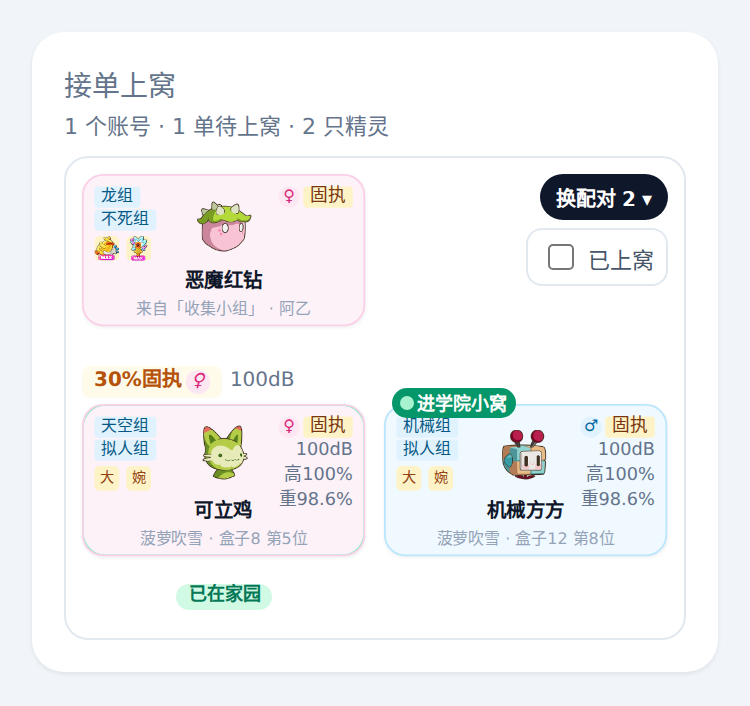 接单上窝
1 个账号 · 1 单待上窝 · 2 只精灵
龙组
不死组
♀ 固执
MAX MAX
恶魔红钻
来自「收集小组」 · 阿乙
换配对 2 ▾
已上窝
30%固执 ♀ 100dB
天空组
拟人组
大 婉
♀ 固执
100dB
高100%
重98.6%
可立鸡
菠萝吹雪 · 盒子8 第5位
进学院小窝
机械组
拟人组
大 婉
♂ 固执
100dB
高100%
重98.6%
机械方方
菠萝吹雪 · 盒子12 第8位
已在家园